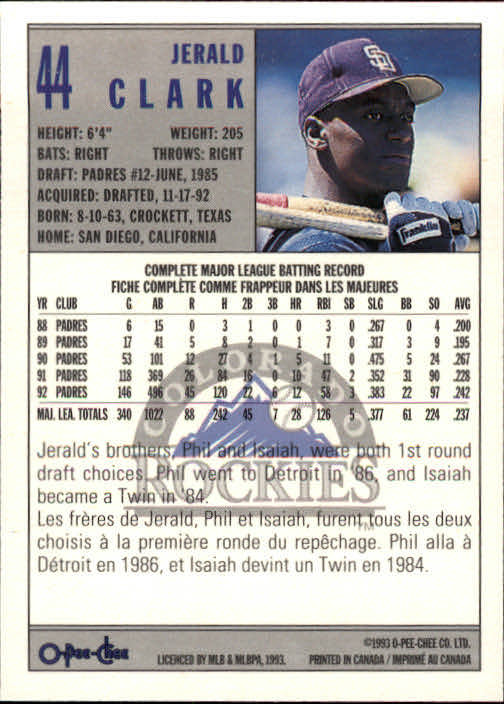 44
JERALD
CLARK
HEIGHT: 6'4" WEIGHT: 205
BATS: RIGHT THROWS: RIGHT
DRAFT: PADRES #12-JUNE, 1985
ACQUIRED: DRAFTED, 11-17-92
BORN: 8-10-63, CROCKETT, TEXAS
HOME: SAN DIEGO, CALIFORNIA
SD
Franklin
COMPLETE MAJOR LEAGUE BATTING RECORD
FICHE COMPLÈTE COMME FRAPPEUR DANS LES MAJEURES
YR CLUB G AB R H 2B 3B HR RBI SB SLG BB SO AVG
88 PADRES 6 15 0 3 1 0 0 3 0 .267 0 4 .200
89 PADRES 17 41 5 8 2 0 1 7 0 .317 3 9 .195
90 PADRES 53 101 12 27 4 1 5 11 0 .475 5 24 .267
91 PADRES 118 369 26 84 16 0 10 47 2 .352 31 90 .228
92 PADRES 146 496 45 120 22 6 12 58 3 .383 22 97 .242
MAJ. LEA. TOTALS 340 1022 88 242 45 7 28 126 5 .377 61 224 .237
COLORADO
ROCKIES
TM
Jerald's brothers, Phil and Isaiah, were both 1st round
draft choices. Phil went to Detroit in '86, and Isaiah
became a Twin in '84.
Les frères de Jerald, Phil et Isaiah, furent tous les deux
choisis à la première ronde du repêchage. Phil alla à
Détroit en 1986, et Isaiah devint un Twin en 1984.
O-Pee-Chee
LICENCED BY MLB & MLBPA, 1993.
©1993 O-PEE-CHEE CO. LTD.
PRINTED IN CANADA / IMPRIMÉ AU CANADA